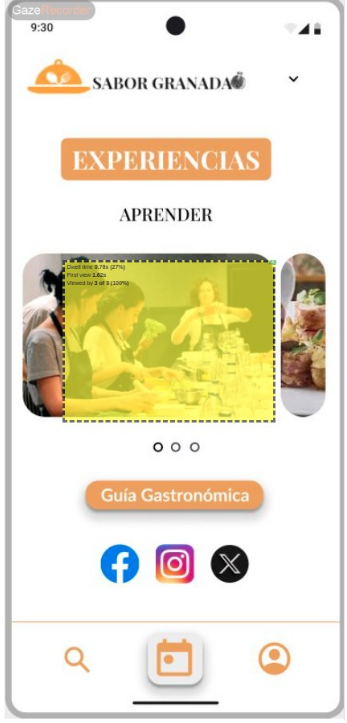 GazeRecorder
9:30
SABOR GRANADA
EXPERIENCIAS
APRENDER
Dwell time 0.78s (27%)
First view 1.62s
Viewed by 3 of 3 (100%)
Guía Gastronómica